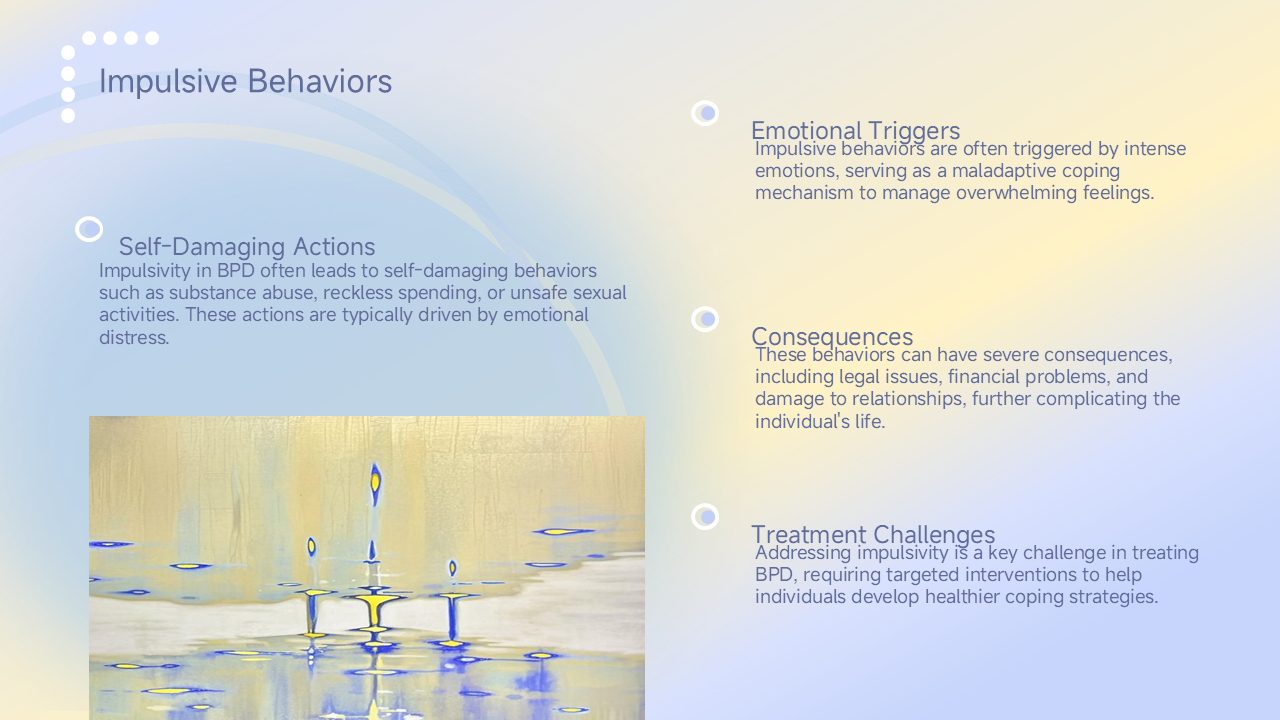 Impulsive Behaviors
Self-Damaging Actions
Impulsivity in BPD often leads to self-damaging behaviors
such as substance abuse, reckless spending, or unsafe sexual
activities. These actions are typically driven by emotional
distress.
Emotional Triggers
Impulsive behaviors are often triggered by intense
emotions, serving as a maladaptive coping
mechanism to manage overwhelming feelings.
Consequences
These behaviors can have severe consequences,
including legal issues, financial problems, and
damage to relationships, further complicating the
individual's life.
Treatment Challenges
Addressing impulsivity is a key challenge in treating
BPD, requiring targeted interventions to help
individuals develop healthier coping strategies.